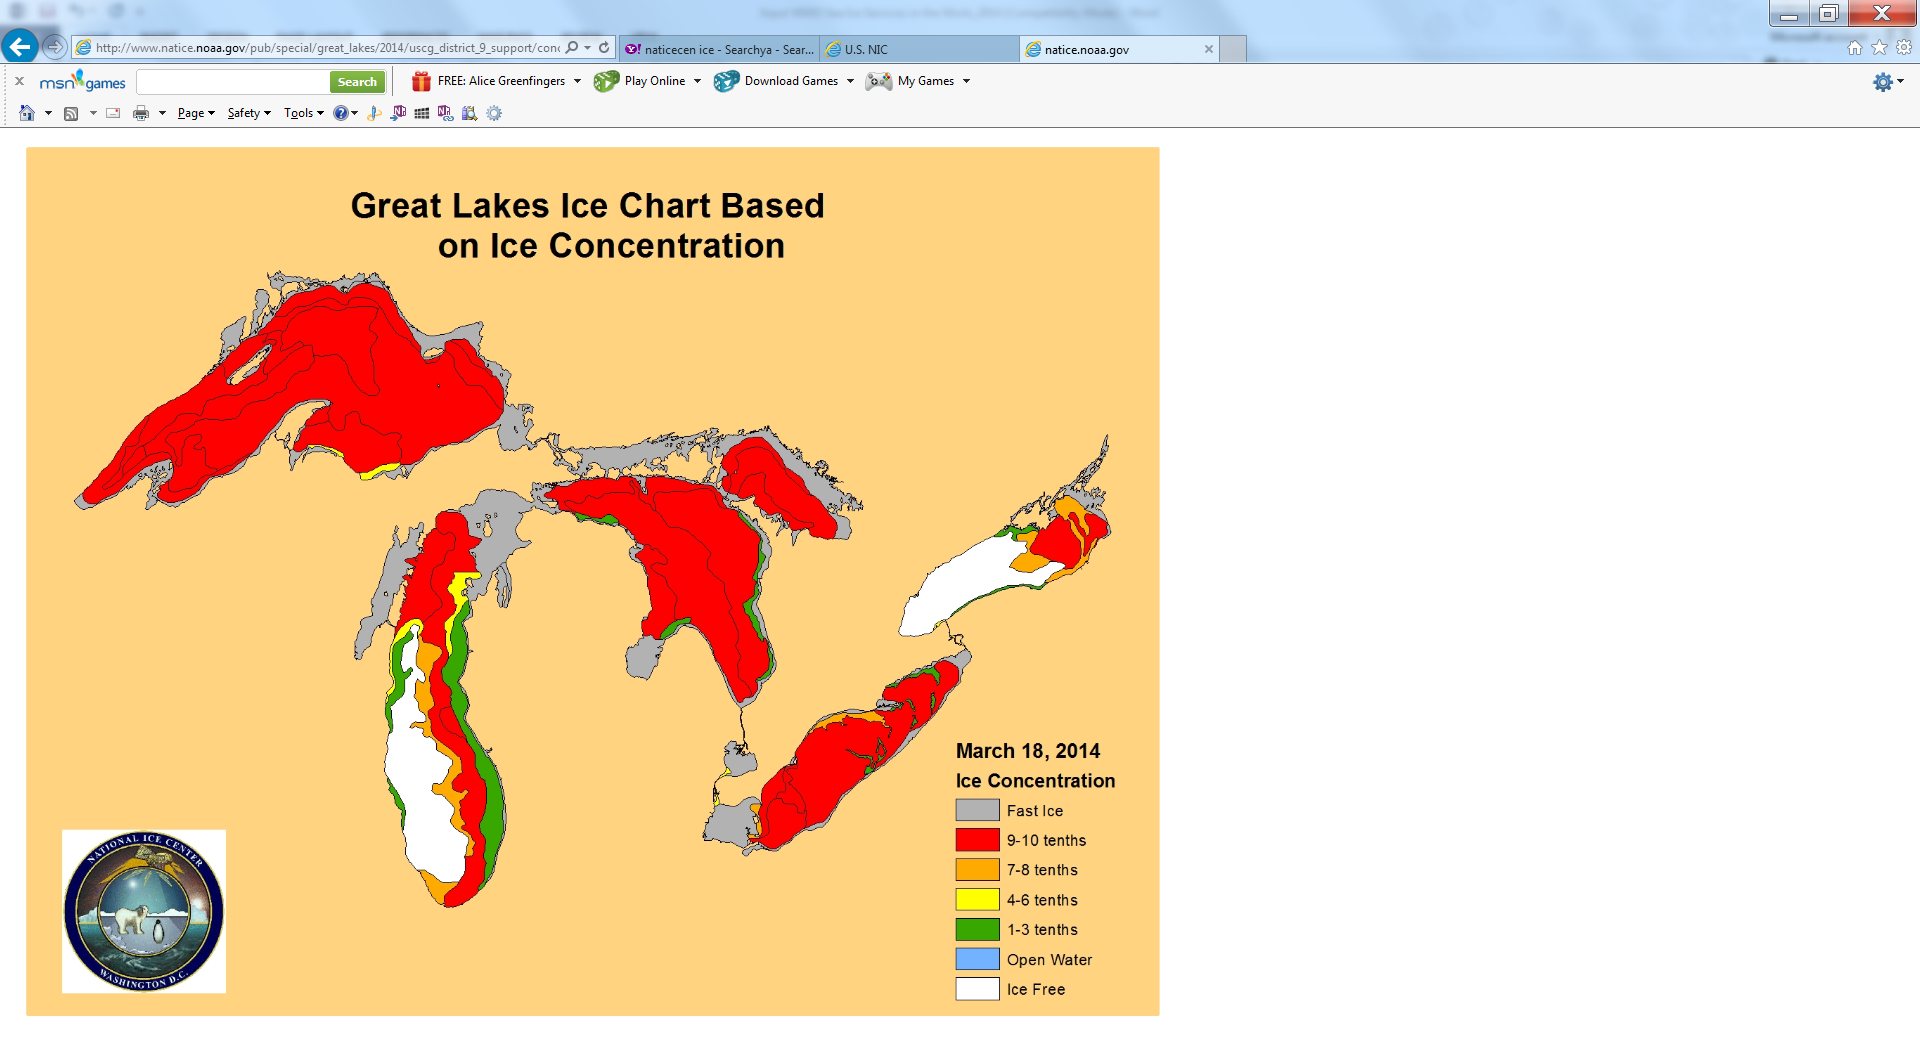 http://www.natice.noaa.gov/pub/special/great_lakes/2014/uscg_district_9_support/conc
naticecen ice - Searchya - Sear...
U.S. NIC
natice.noaa.gov
msn games
Search
FREE: Alice Greenfingers
Play Online
Download Games
My Games
Page
Safety
Tools
Great Lakes Ice Chart Based
on Ice Concentration
March 18, 2014
Ice Concentration
Fast Ice
9-10 tenths
7-8 tenths
4-6 tenths
1-3 tenths
Open Water
Ice Free
NATIONAL ICE CENTER
WASHINGTON D.C.